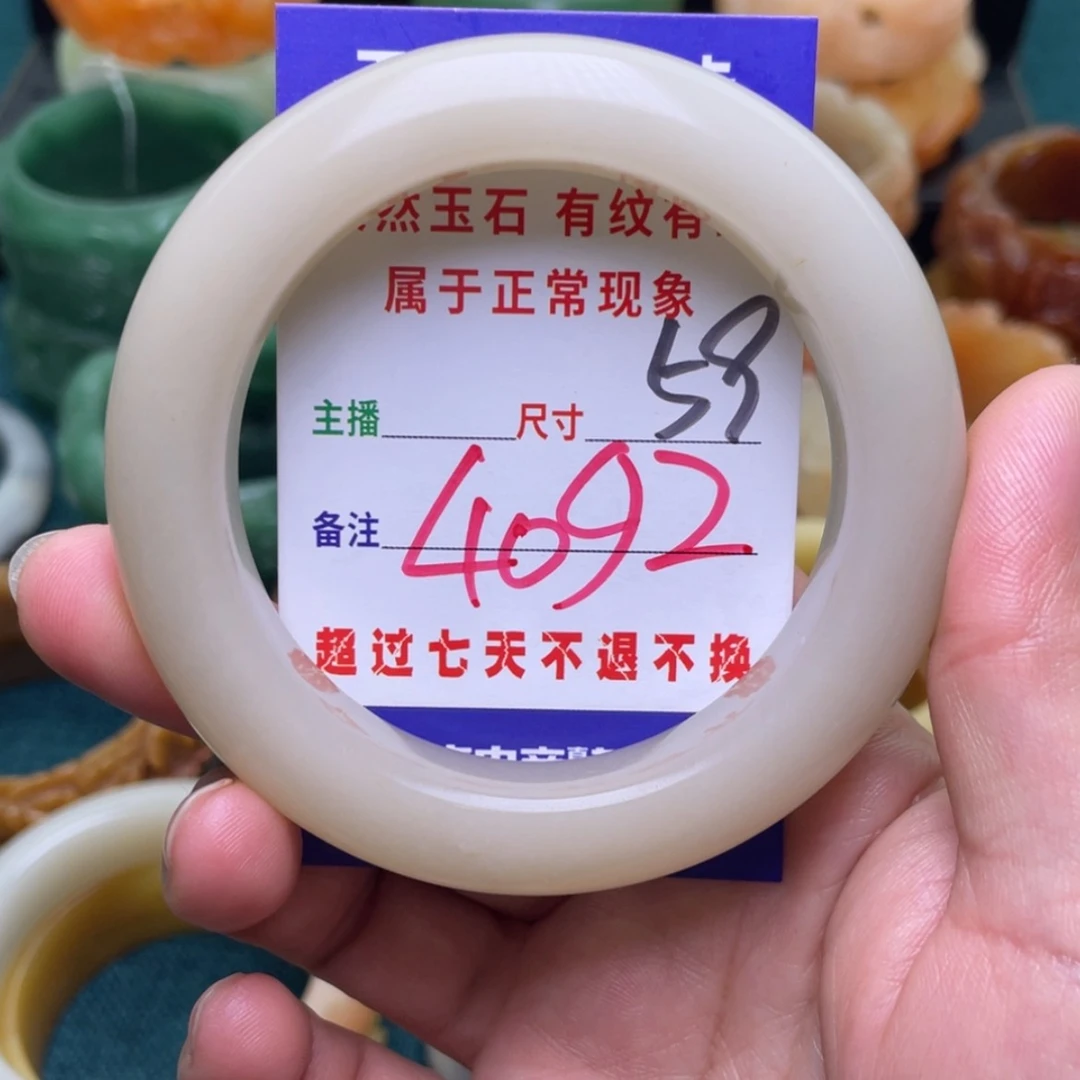 然玉石 有纹有
属于正常现象
59
主播 尺寸
备注 4092
超过七天不退不换